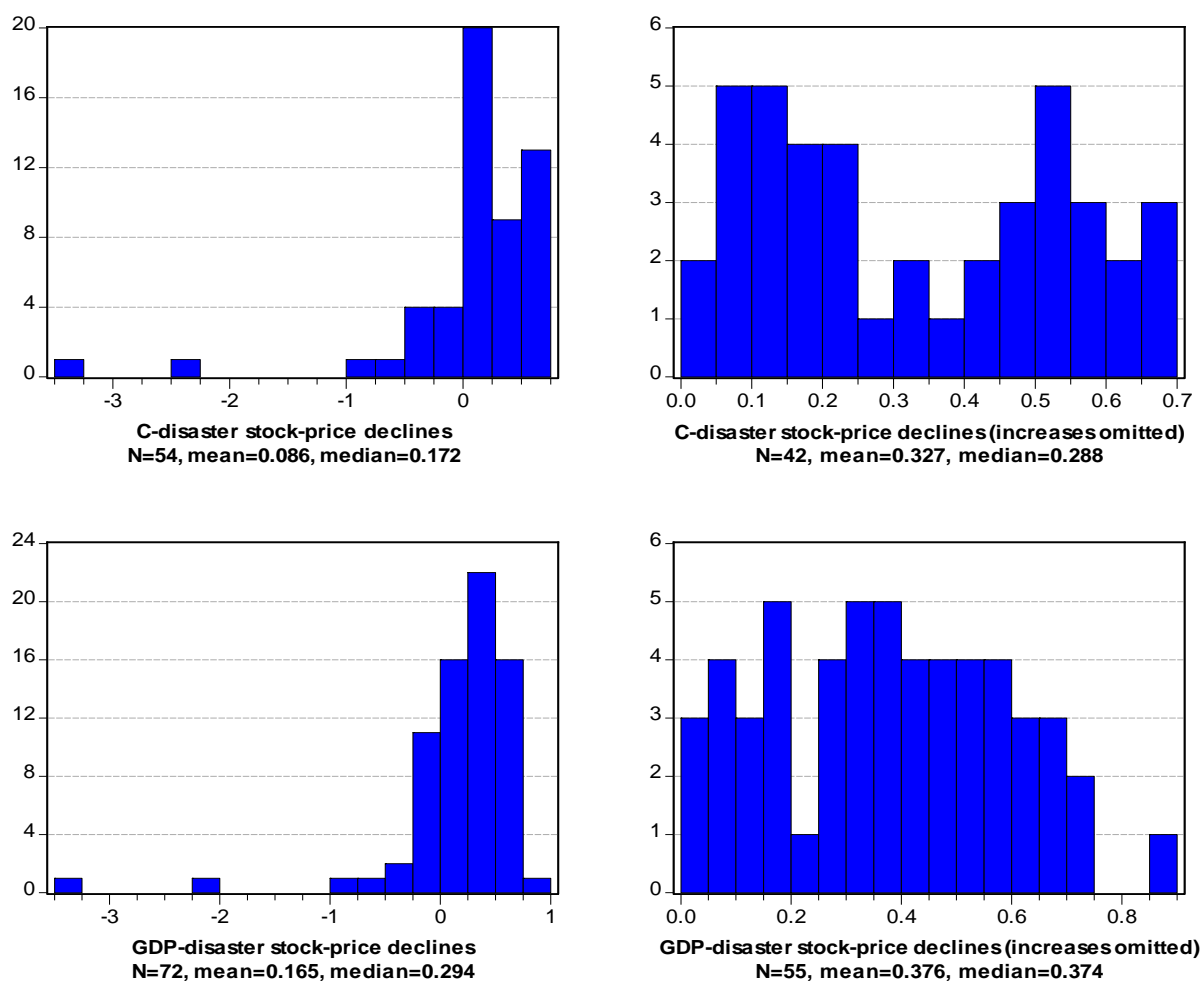 20
16
12
8
4
0
-3 -2 -1 0
C-disaster stock-price declines
N=54, mean=0.086, median=0.172
6
5
4
3
2
1
0
0.0 0.1 0.2 0.3 0.4 0.5 0.6 0.7
C-disaster stock-price declines (increases omitted)
N=42, mean=0.327, median=0.288
24
20
16
12
8
4
0
-3 -2 -1 0 1
GDP-disaster stock-price declines
N=72, mean=0.165, median=0.294
6
5
4
3
2
1
0
0.0 0.2 0.4 0.6 0.8
GDP-disaster stock-price declines (increases omitted)
N=55, mean=0.376, median=0.374